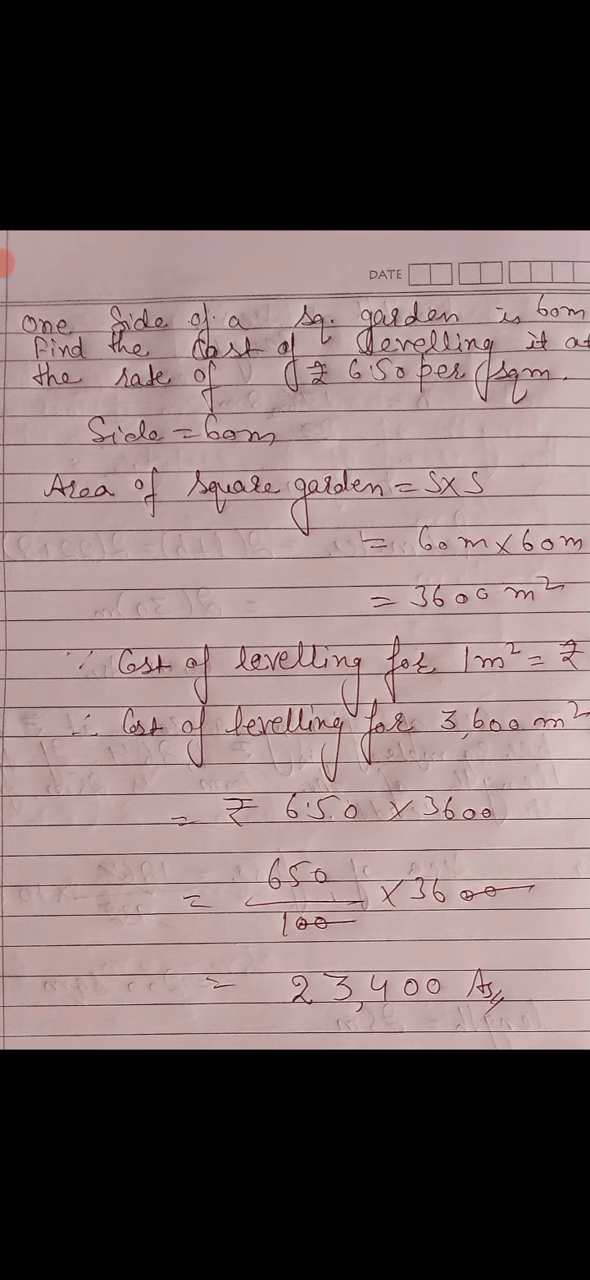 DATE
One Side of a sq. garden is 60m
Find the Cost of levelling it at
the rate of ₹ 6.50 per sqm.
Side = 60m
Area of square garden = S×S
= 60m × 60m
= 3600 m²
∵ Cost of levelling for 1m² = ₹
∴ Cost of levelling for 3,600 m²
= ₹ 6.50 × 3600
= 650/100 × 3600
= 23,400 As